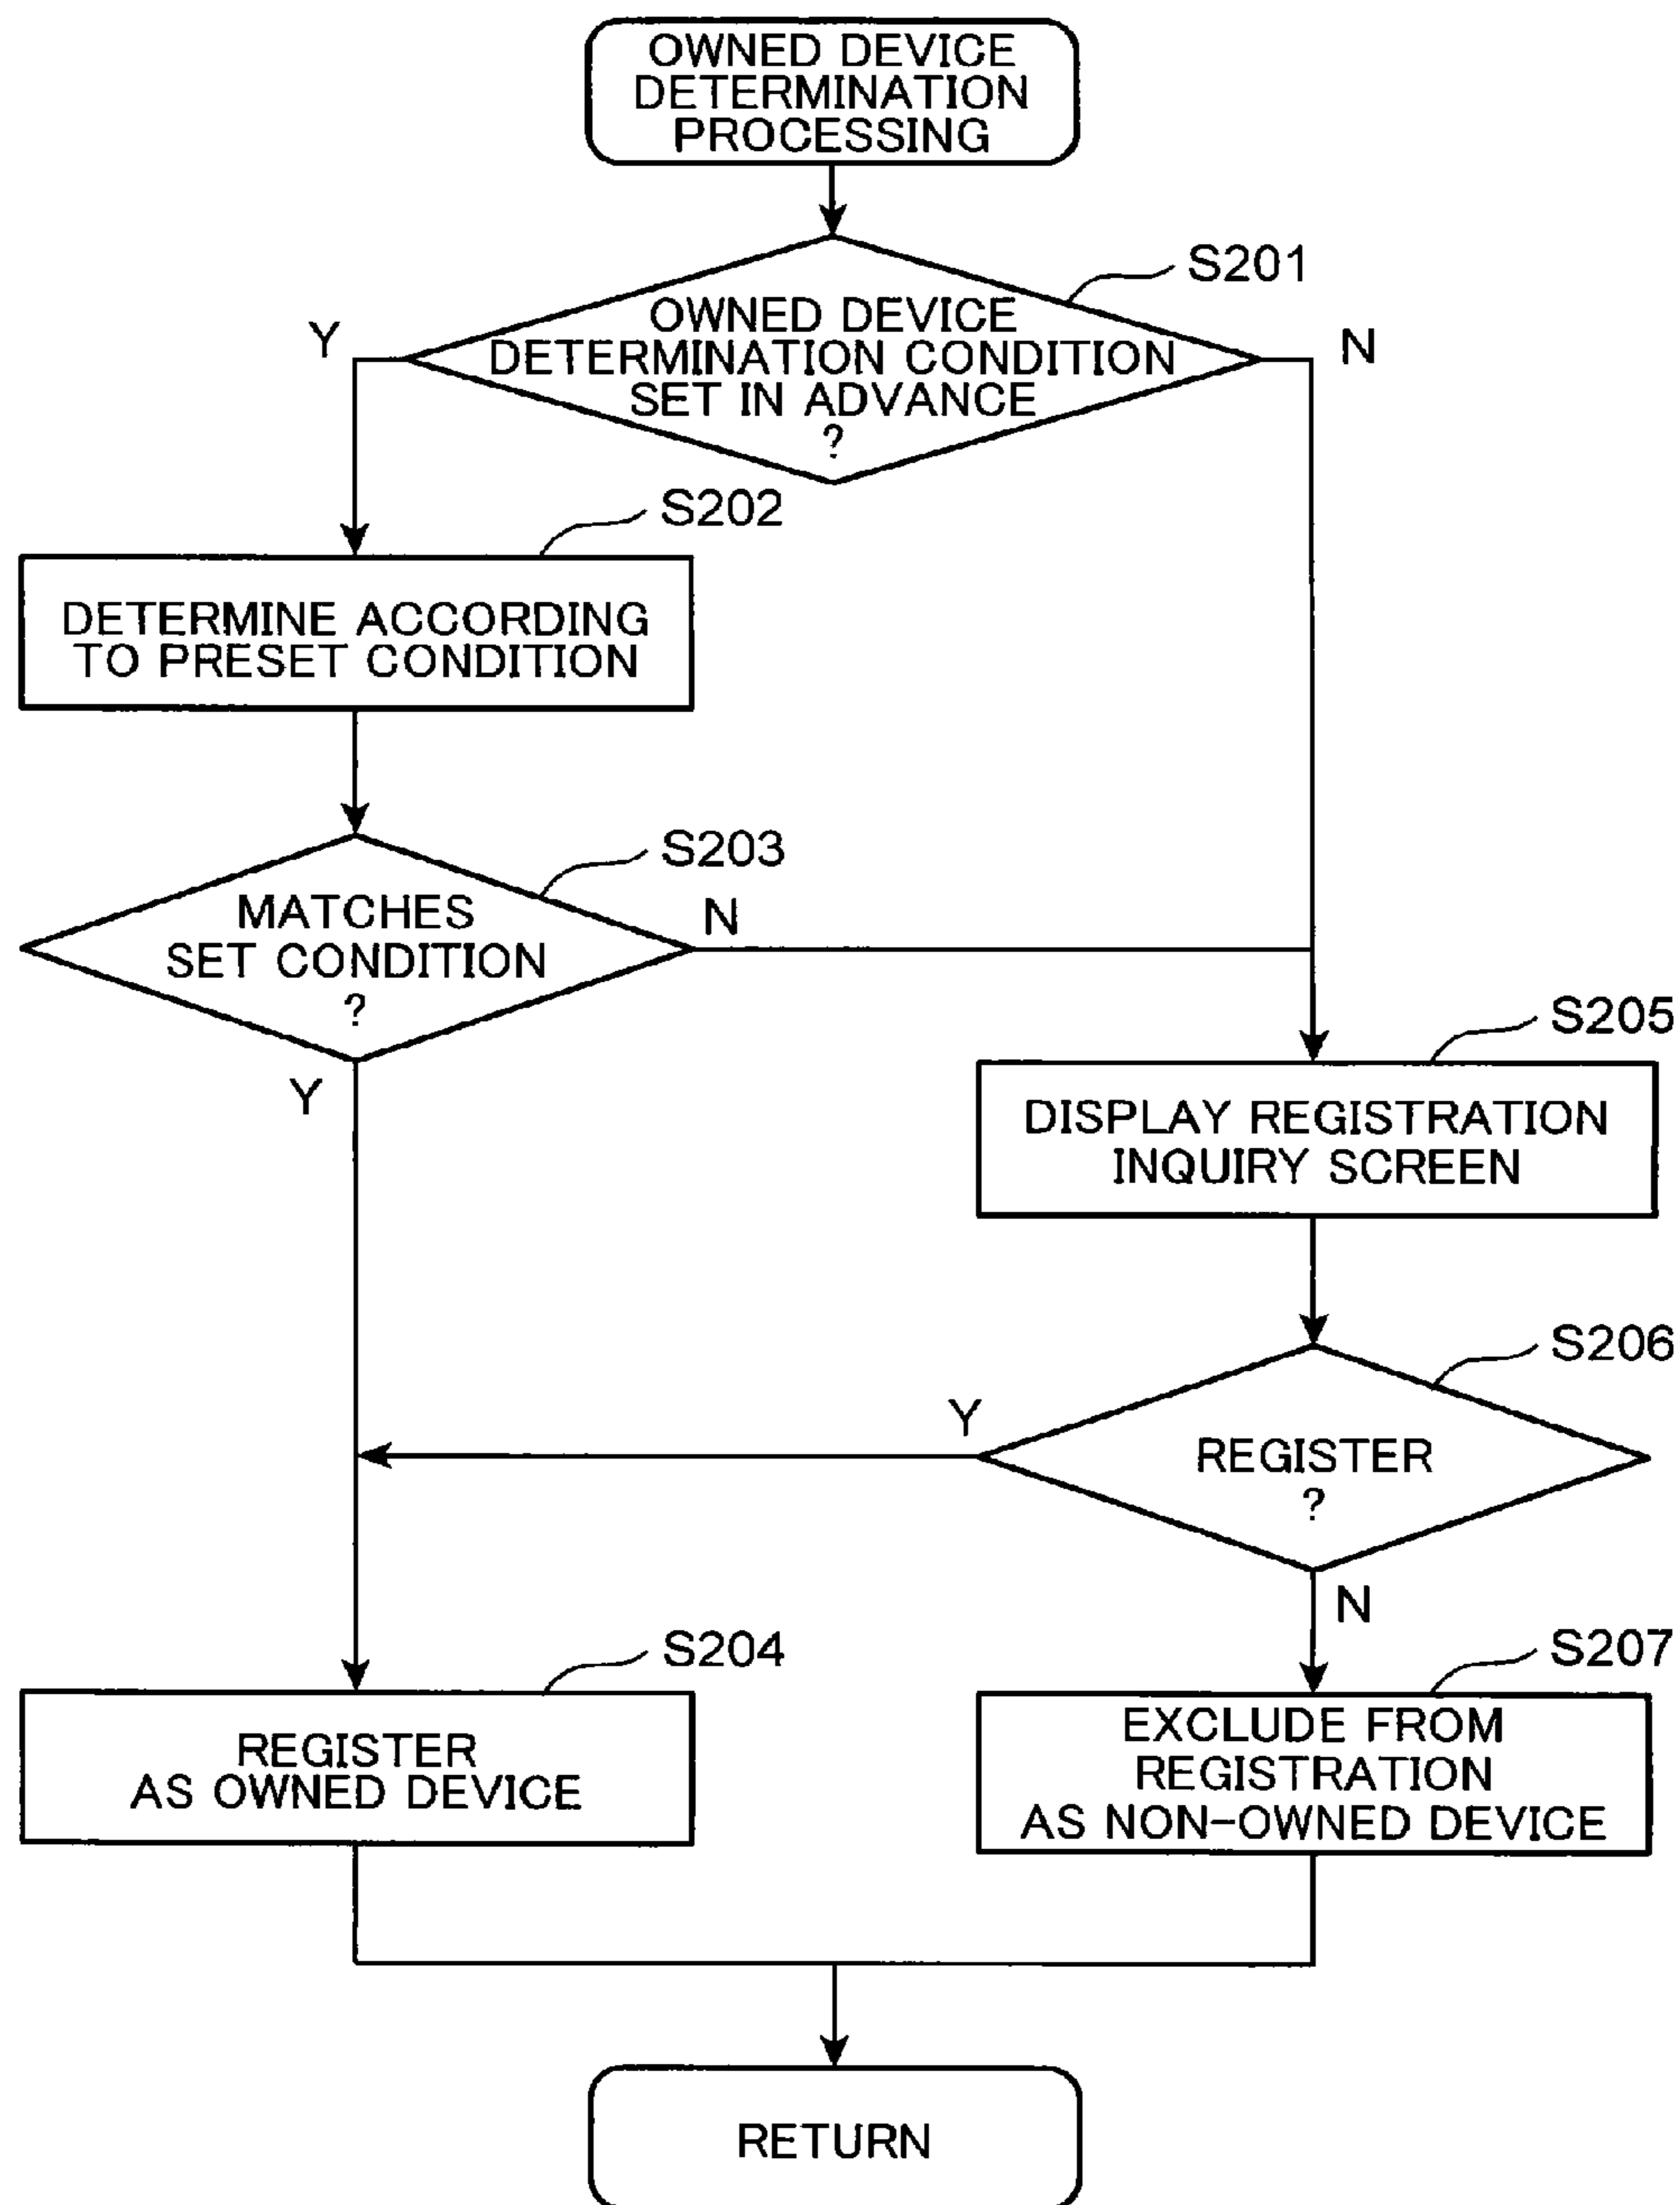 OWNED DEVICE
DETERMINATION
PROCESSING
S201
Y
OWNED DEVICE
DETERMINATION CONDITION
SET IN ADVANCE
?
N
S202
DETERMINE ACCORDING
TO PRESET CONDITION
S203
MATCHES
SET CONDITION
?
N
Y
S205
DISPLAY REGISTRATION
INQUIRY SCREEN
S206
Y
REGISTER
?
N
S204
REGISTER
AS OWNED DEVICE
S207
EXCLUDE FROM
REGISTRATION
AS NON-OWNED DEVICE
RETURN